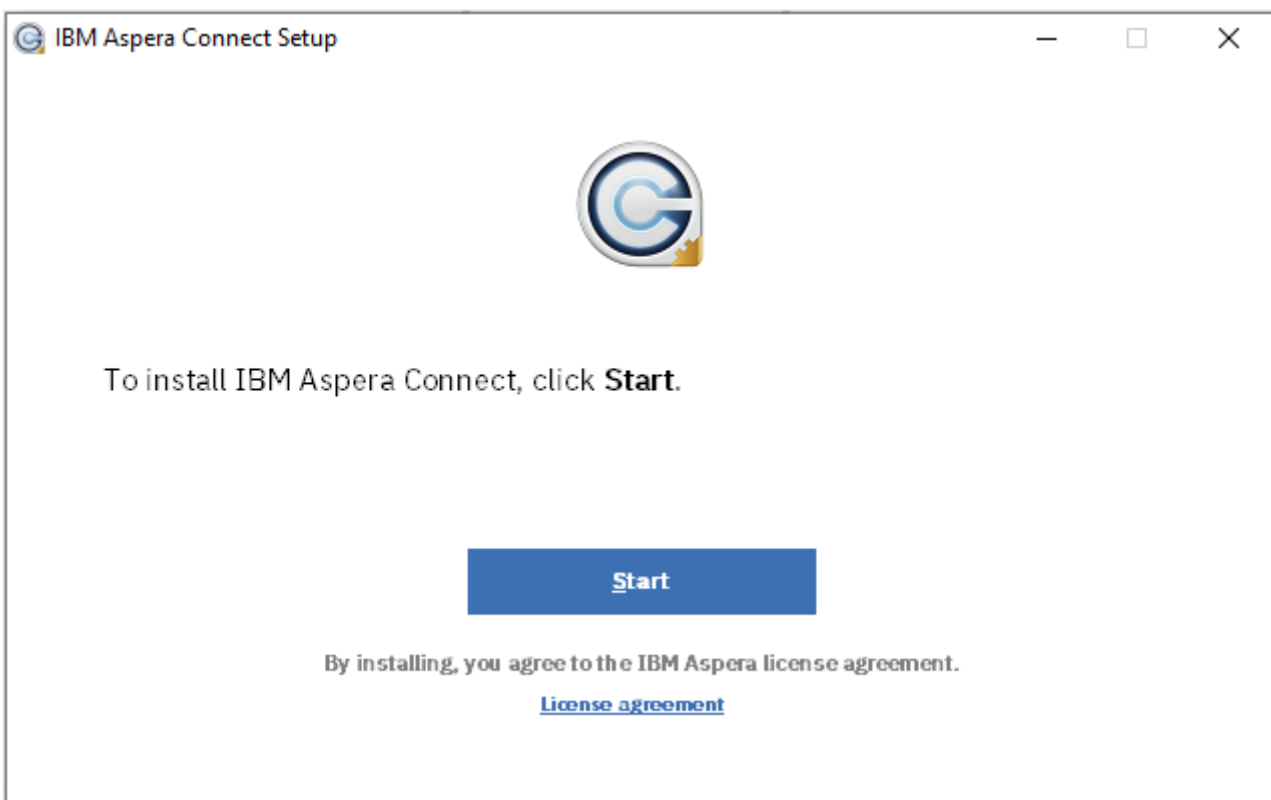 IBM Aspera Connect Setup
To install IBM Aspera Connect, click Start.
Start
By installing, you agree to the IBM Aspera license agreement.
License agreement